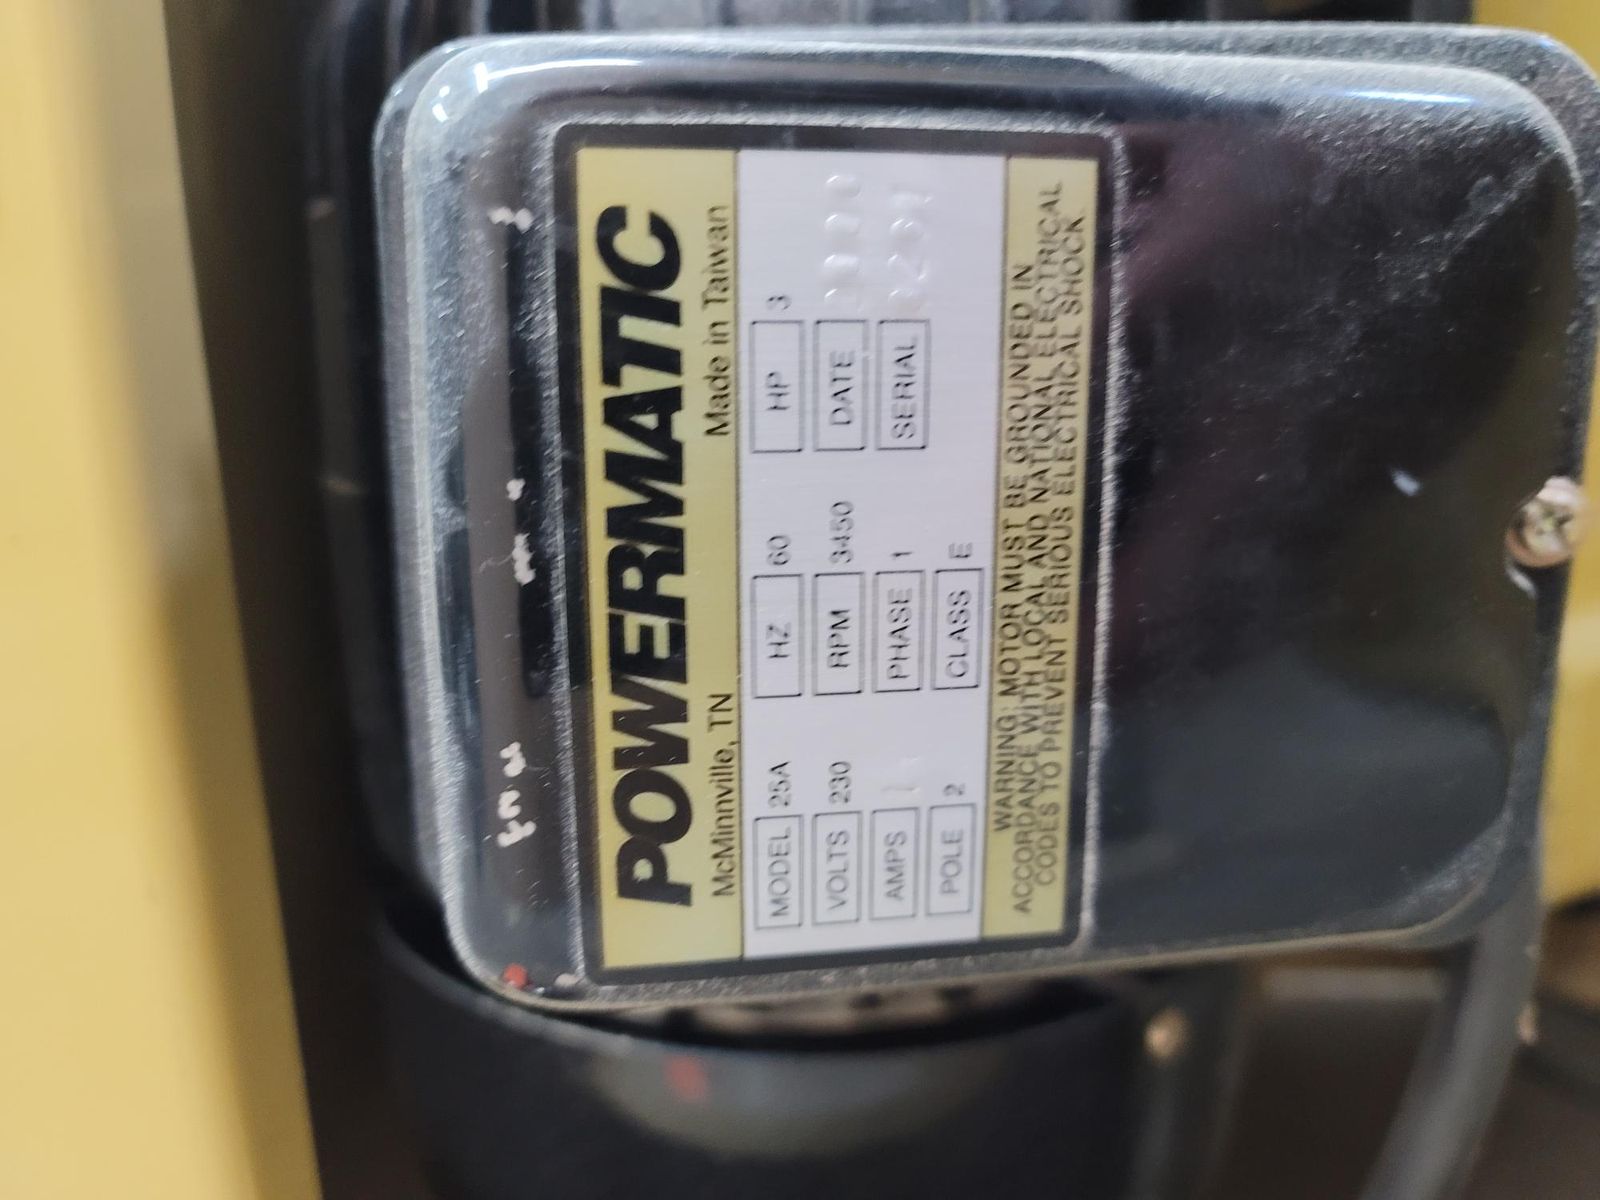 POWERMATIC
McMinnville, TN Made in Taiwan
MODEL 25A HZ 60 HP 3
VOLTS 230 RPM 3450 DATE
AMPS PHASE 1 SERIAL
POLE 2 CLASS E
WARNING: MOTOR MUST BE GROUNDED IN
ACCORDANCE WITH LOCAL AND NATIONAL ELECTRICAL
CODES TO PREVENT SERIOUS ELECTRICAL SHOCK.